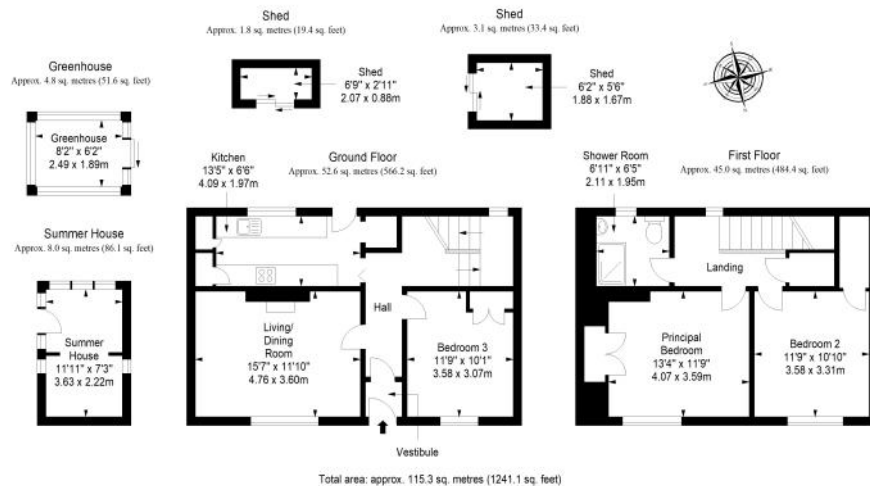 Shed
Approx. 1.8 sq. metres (19.4 sq. feet)
Shed
6'9" x 2'11"
2.07 x 0.88m
Shed
Approx. 3.1 sq. metres (33.4 sq. feet)
Shed
6'2" x 5'6"
1.88 x 1.67m
Greenhouse
Approx. 4.8 sq. metres (51.6 sq. feet)
Greenhouse
8'2" x 6'2"
2.49 x 1.89m
Summer House
Approx. 8.0 sq. metres (86.1 sq. feet)
Summer
House
11'11" x 7'3"
3.63 x 2.22m
Ground Floor
Approx. 52.6 sq. metres (566.2 sq. feet)
Kitchen
13'5" x 6'6"
4.09 x 1.97m
Living/
Dining
Room
15'7" x 11'10"
4.76 x 3.60m
Hall
Bedroom 3
11'9" x 10'1"
3.58 x 3.07m
Vestibule
First Floor
Approx. 45.0 sq. metres (484.4 sq. feet)
Shower Room
6'11" x 6'5"
2.11 x 1.95m
Landing
Principal
Bedroom
13'4" x 11'9"
4.07 x 3.59m
Bedroom 2
11'9" x 10'10"
3.58 x 3.31m
Total area: approx. 115.3 sq. metres (1241.1 sq. feet)